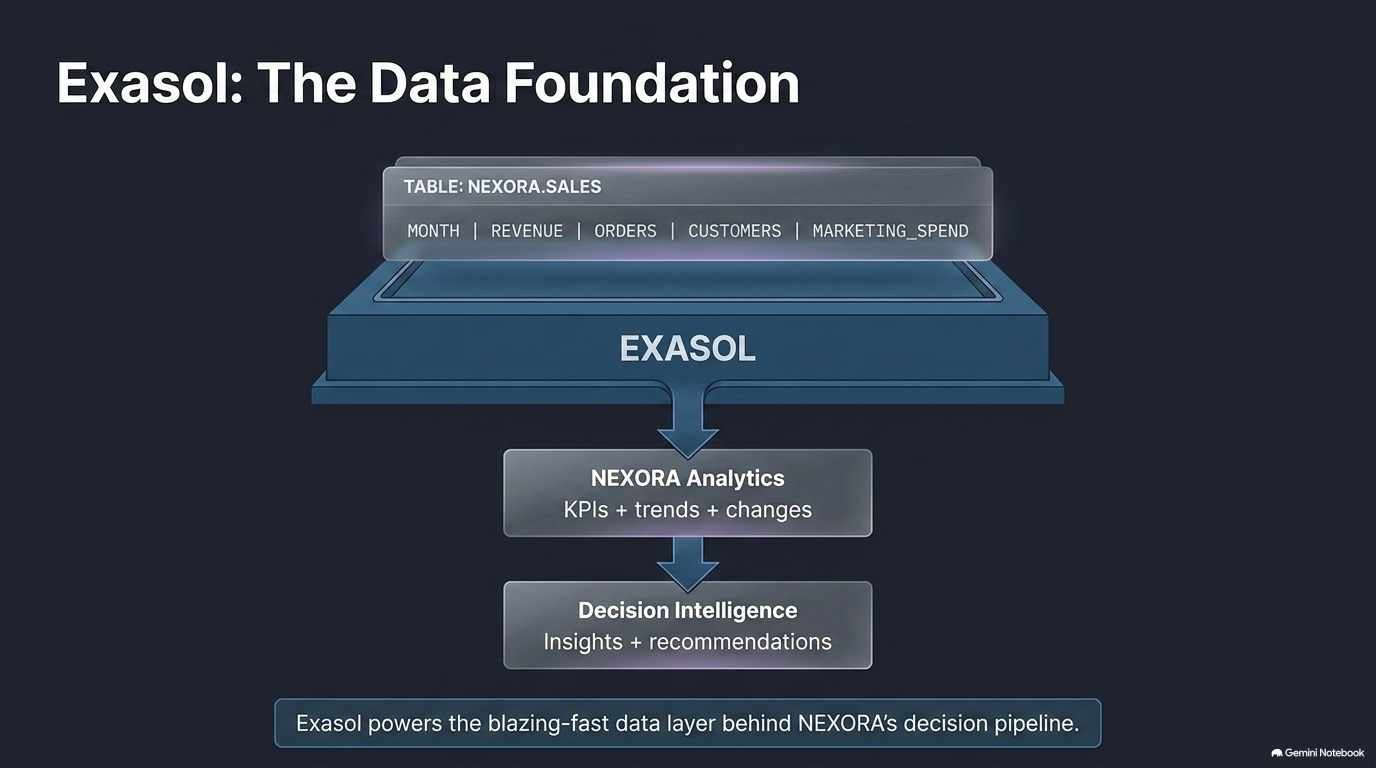 Exasol: The Data Foundation
TABLE: NEXORA.SALES
MONTH | REVENUE | ORDERS | CUSTOMERS | MARKETING_SPEND
EXASOL
NEXORA Analytics
KPIs + trends + changes
Decision Intelligence
Insights + recommendations
Exasol powers the blazing-fast data layer behind NEXORA’s decision pipeline.
Gemini Notebook